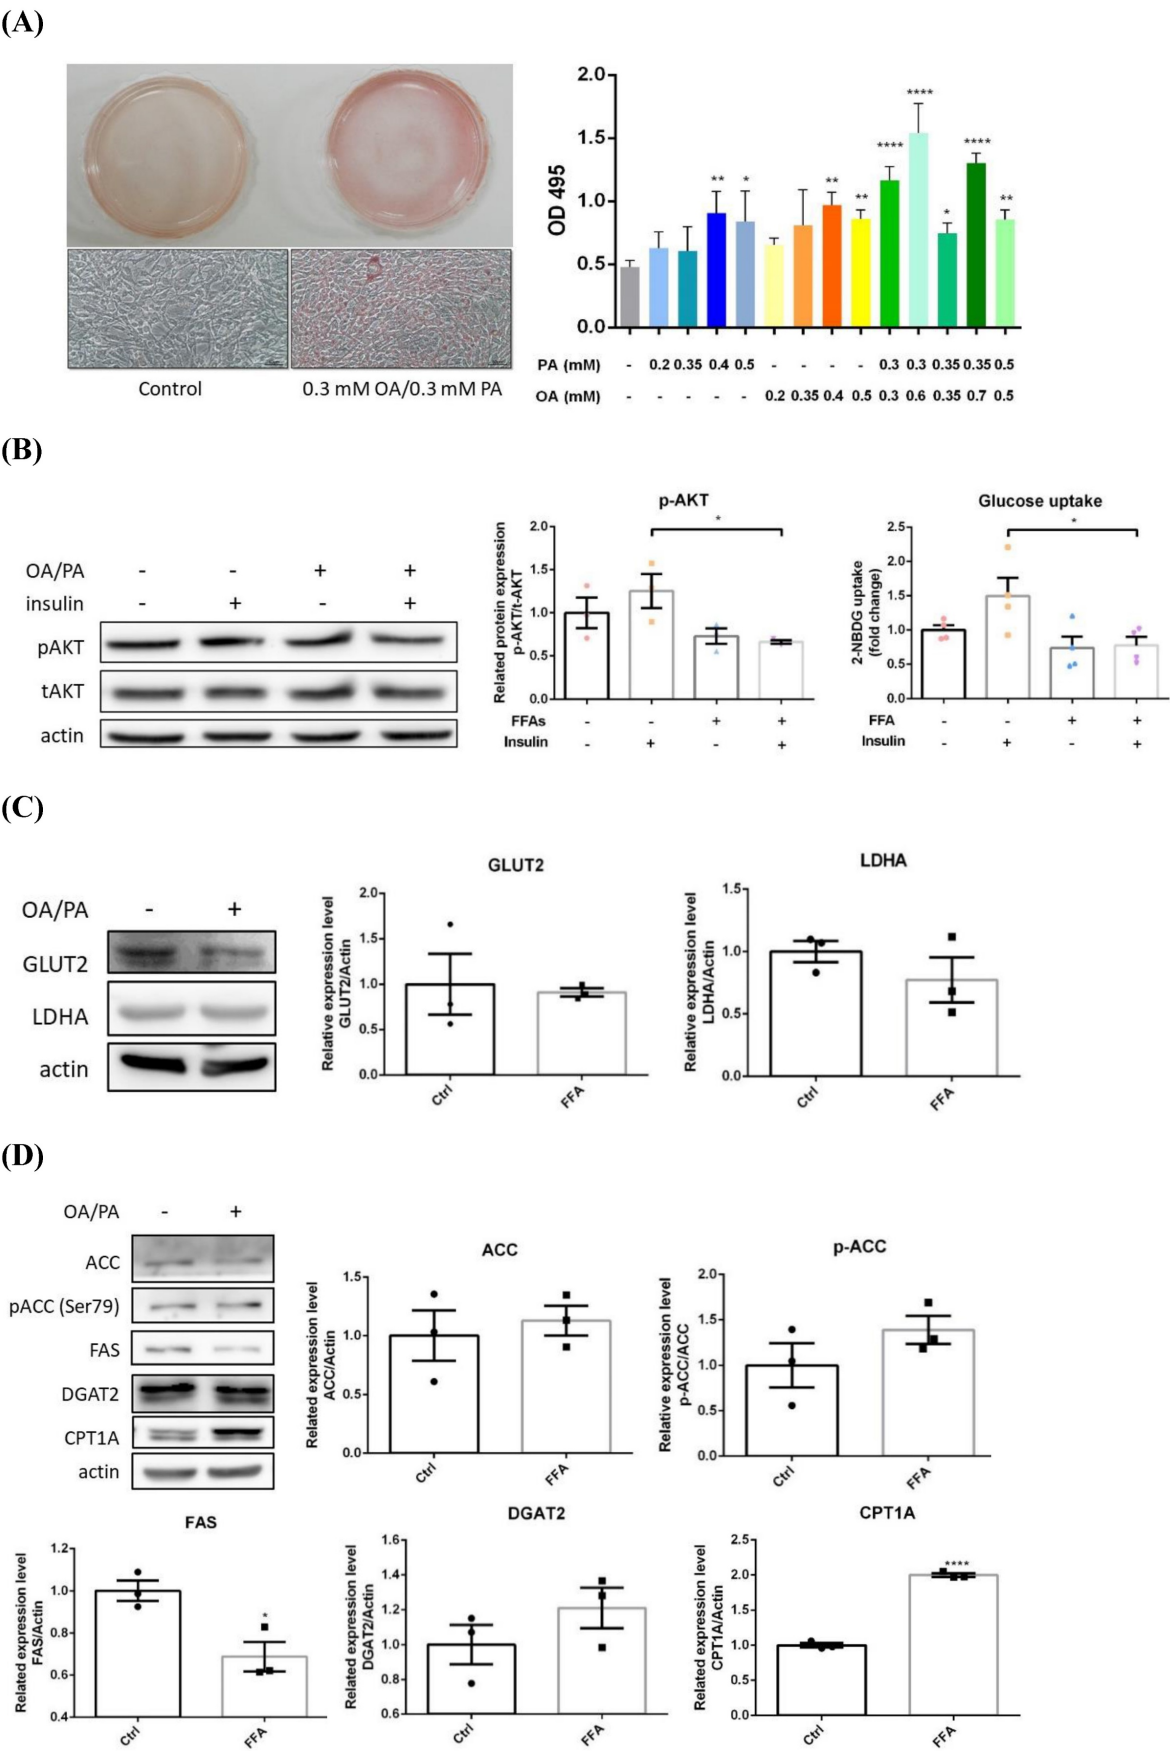 (A)
Control
0.3 mM OA/0.3 mM PA
OD 495
2.0
1.5
1.0
0.5
0.0
** * ** ** **** **** * **** **
PA (mM) - 0.2 0.35 0.4 0.5 - - - - 0.3 0.3 0.35 0.35 0.5
OA (mM) - - - - - 0.2 0.35 0.4 0.5 0.3 0.6 0.35 0.7 0.5
(B)
OA/PA - - + +
insulin - + - +
pAKT
tAKT
actin
p-AKT
Related protein expression
p-AKT/t-AKT
2.0
1.5
1.0
0.5
0.0
*
FFAs - - + +
Insulin - + - +
Glucose uptake
2-NBDG uptake
(fold change)
2.5
2.0
1.5
1.0
0.5
0.0
*
FFA - - + +
Insulin - + - +
(C)
OA/PA - +
GLUT2
LDHA
actin
GLUT2
Relative expression level
GLUT2/Actin
2.0
1.5
1.0
0.5
0.0
Ctrl FFA
LDHA
Relative expression level
LDHA/Actin
1.5
1.0
0.5
0.0
Ctrl FFA
(D)
OA/PA - +
ACC
pACC (Ser79)
FAS
DGAT2
CPT1A
actin
ACC
Related expression level
ACC/Actin
1.5
1.0
0.5
0.0
Ctrl FFA
p-ACC
Relative expression level
p-ACC/ACC
2.0
1.5
1.0
0.5
0.0
Ctrl FFA
FAS
Related expression level
FAS/Actin
1.2
1.0
0.8
0.6
0.4
*
Ctrl FFA
DGAT2
Related expression level
DGAT2/Actin
1.6
1.4
1.2
1.0
0.8
0.6
Ctrl FFA
CPT1A
Related expression level
CPT1A/Actin
2.5
2.0
1.5
1.0
0.5
0.0
****
Ctrl FFA